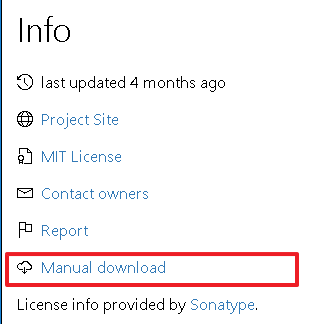 Info
last updated 4 months ago
Project Site
MIT License
Contact owners
Report
Manual download
License info provided by Sonatype.